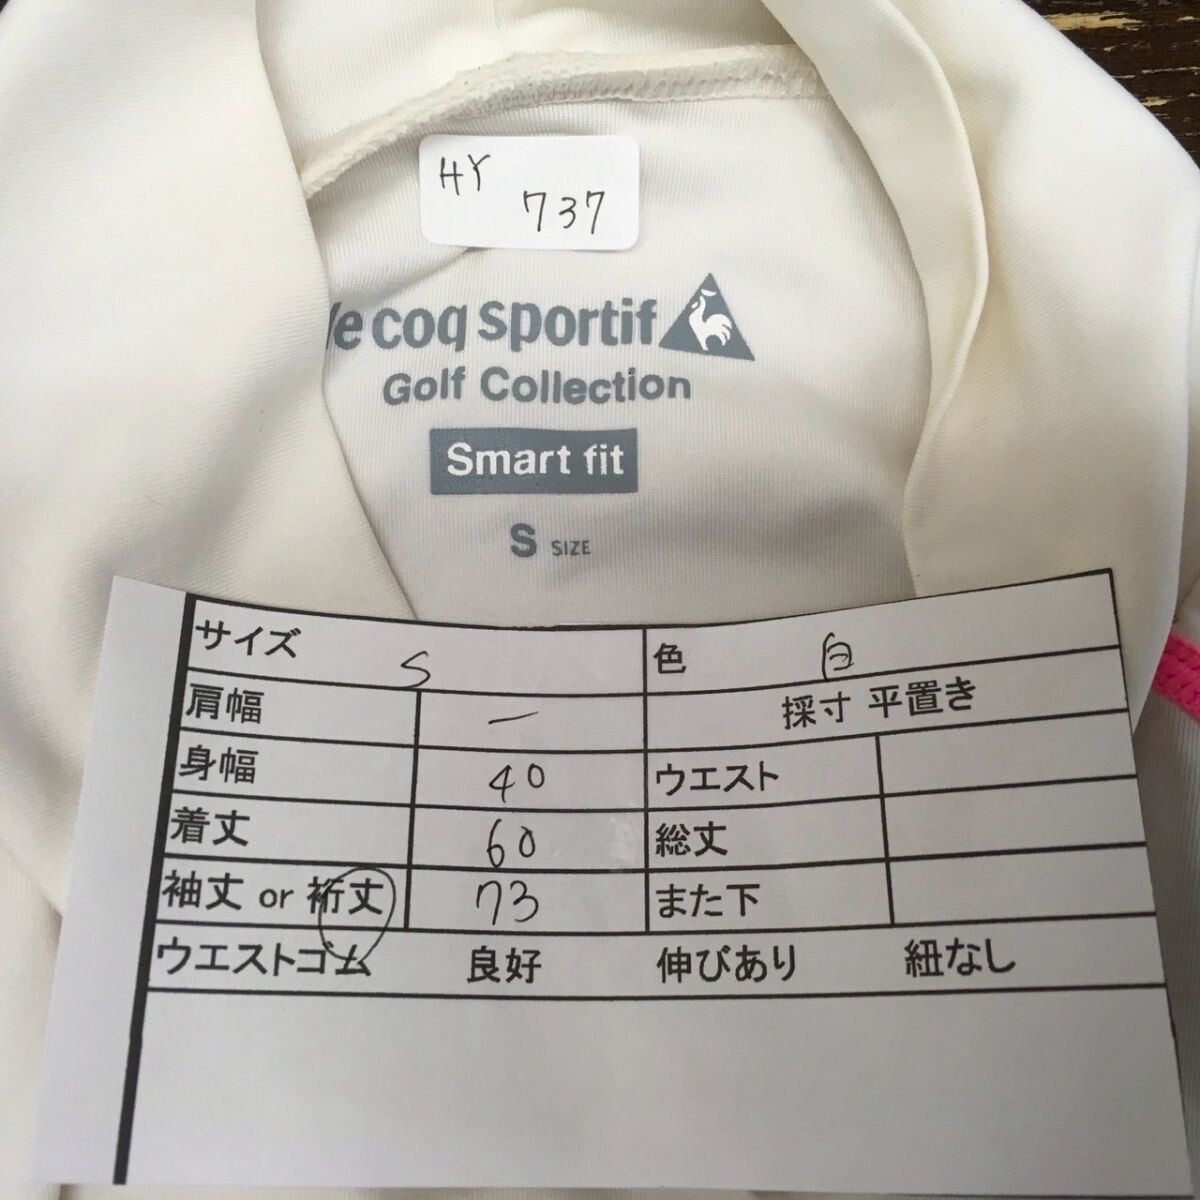 HY
737
le coq sportif
Golf Collection
Smart fit
S SIZE
サイズ S 色 白
肩幅 ー 採寸 平置き
身幅 40 ウエスト
着丈 60 総丈
袖丈 or 裄丈 73 また下
ウエストゴム 良好 伸びあり 紐なし